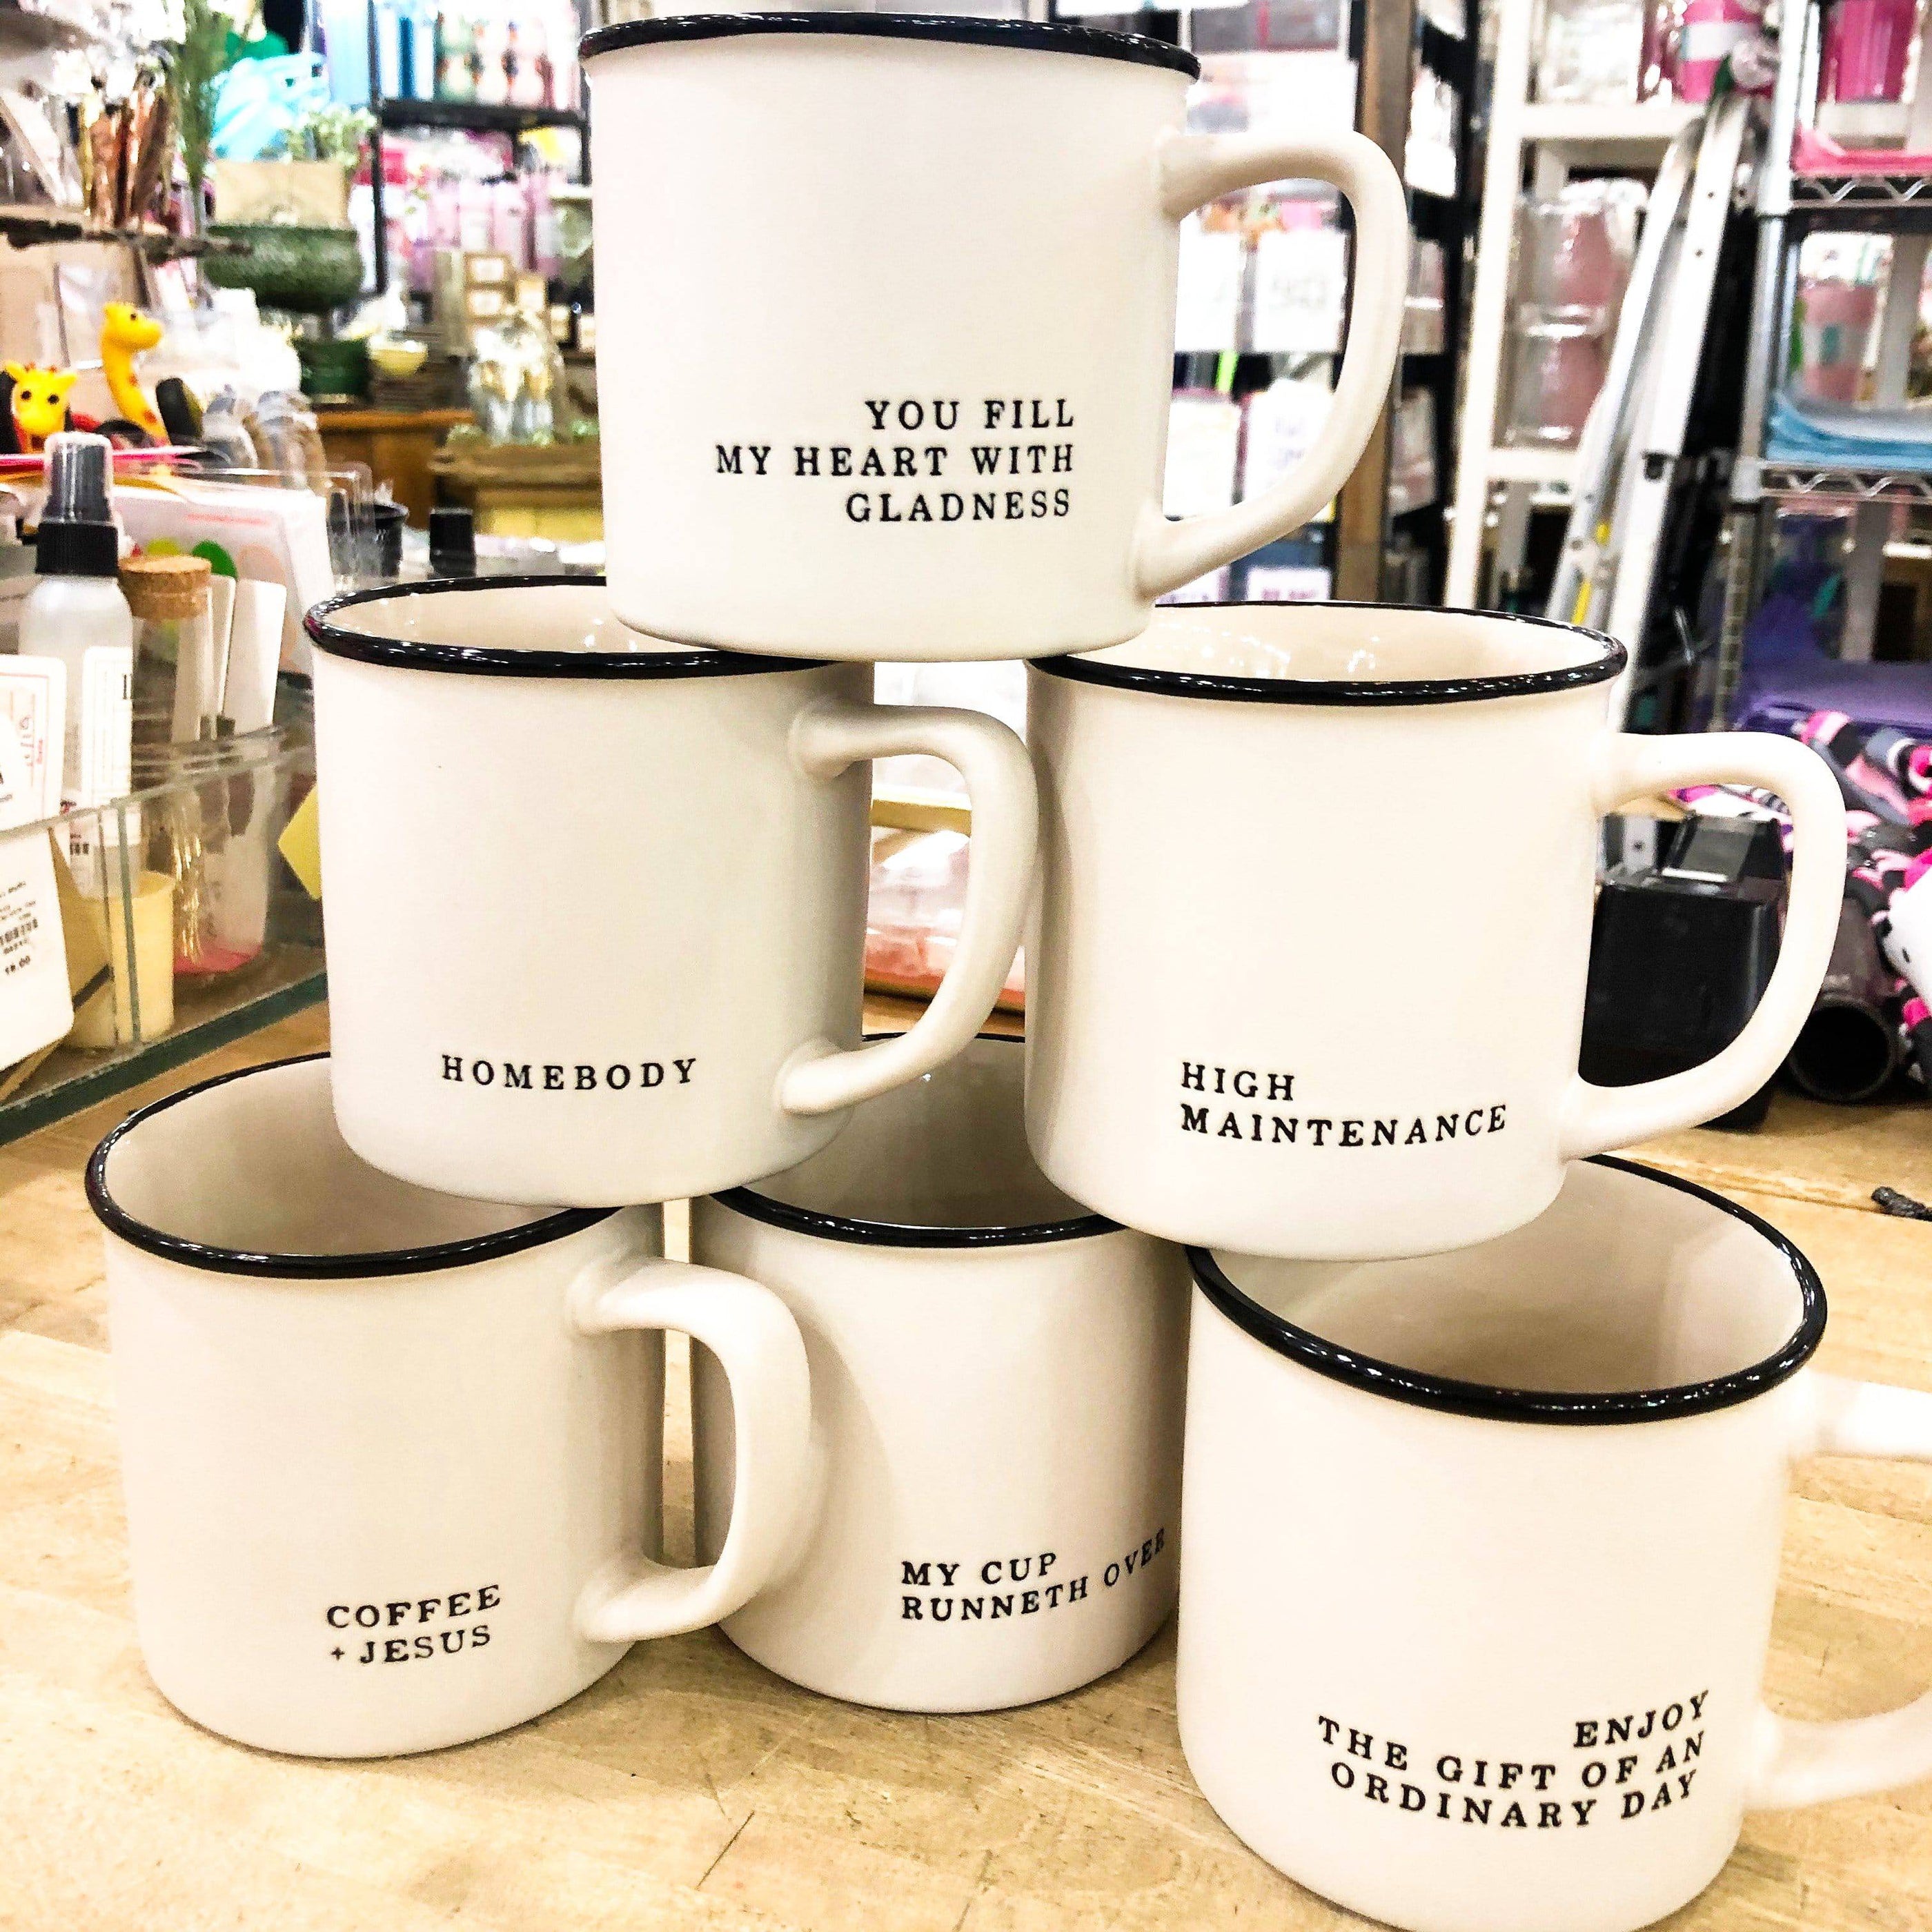 YOU FILL
MY HEART WITH
GLADNESS
HOMEBODY
HIGH
MAINTENANCE
COFFEE
+ JESUS
MY CUP
RUNNETH OVER
ENJOY
THE GIFT OF AN
ORDINARY DAY